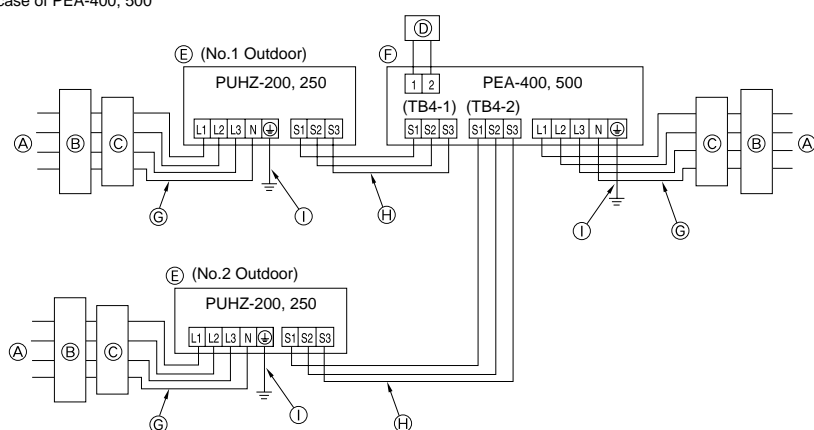 case of PEA-400, 500
D
E (No.1 Outdoor)
F
PUHZ-200, 250
1 2
PEA-400, 500
(TB4-1) (TB4-2)
L1 L2 L3 N S1 S2 S3
S1 S2 S3 S1 S2 S3 L1 L2 L3 N
A B C
C B A
G I H I G
E (No.2 Outdoor)
PUHZ-200, 250
L1 L2 L3 N S1 S2 S3
A B C
G I H